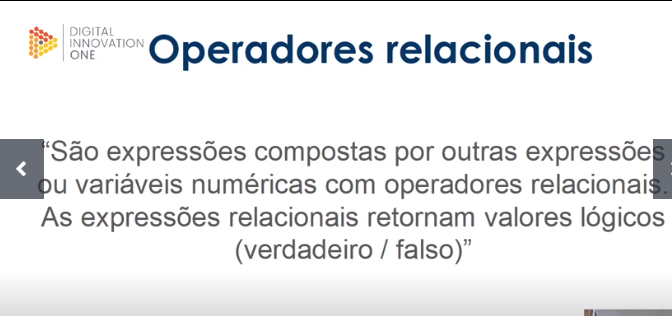 DIGITAL
INNOVATION
ONE
Operadores relacionais
“São expressões compostas por outras expressões
ou variáveis numéricas com operadores relacionais.
As expressões relacionais retornam valores lógicos
(verdadeiro / falso)”